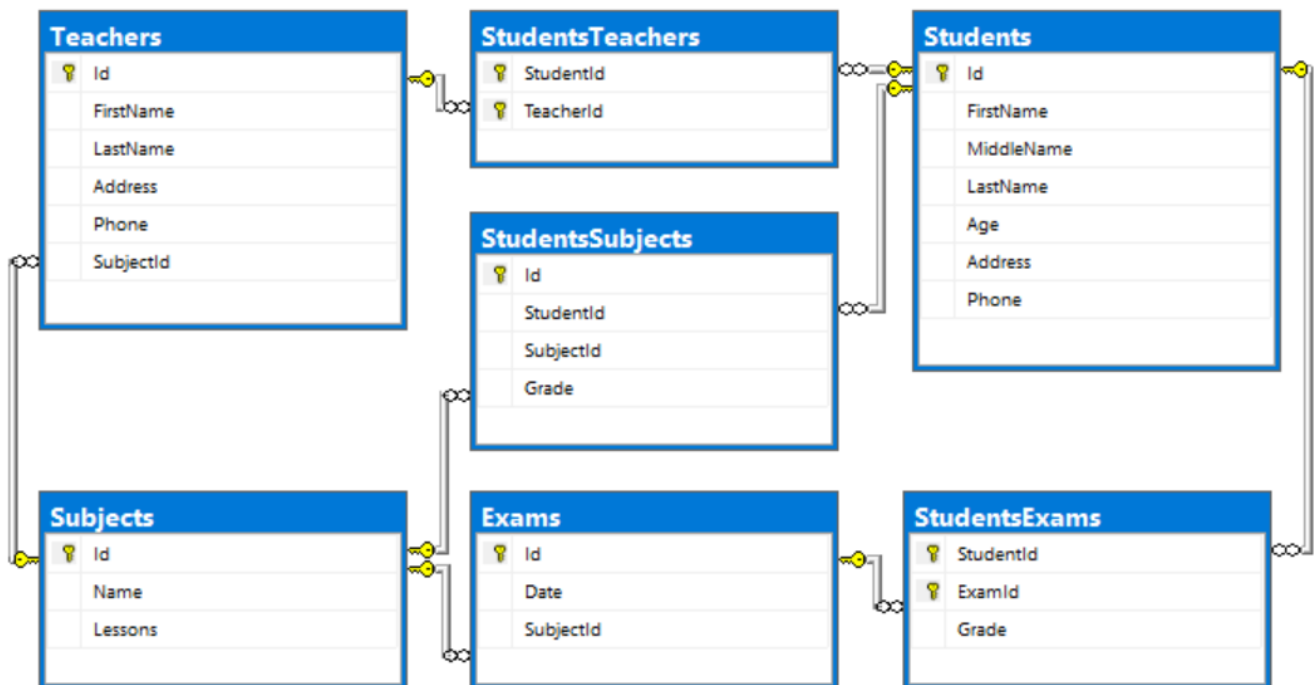 Teachers
Id
FirstName
LastName
Address
Phone
SubjectId
StudentsTeachers
StudentId
TeacherId
Students
Id
FirstName
MiddleName
LastName
Age
Address
Phone
StudentsSubjects
Id
StudentId
SubjectId
Grade
Subjects
Id
Name
Lessons
Exams
Id
Date
SubjectId
StudentsExams
StudentId
ExamId
Grade